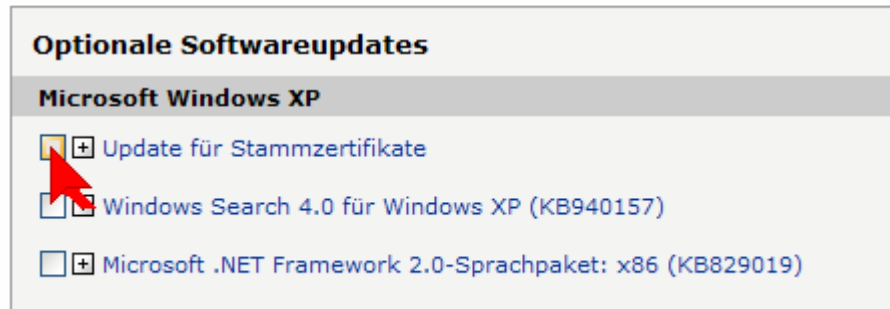 Optionale Softwareupdates
Microsoft Windows XP
Update für Stammzertifikate
Windows Search 4.0 für Windows XP (KB940157)
Microsoft .NET Framework 2.0-Sprachpaket: x86 (KB829019)